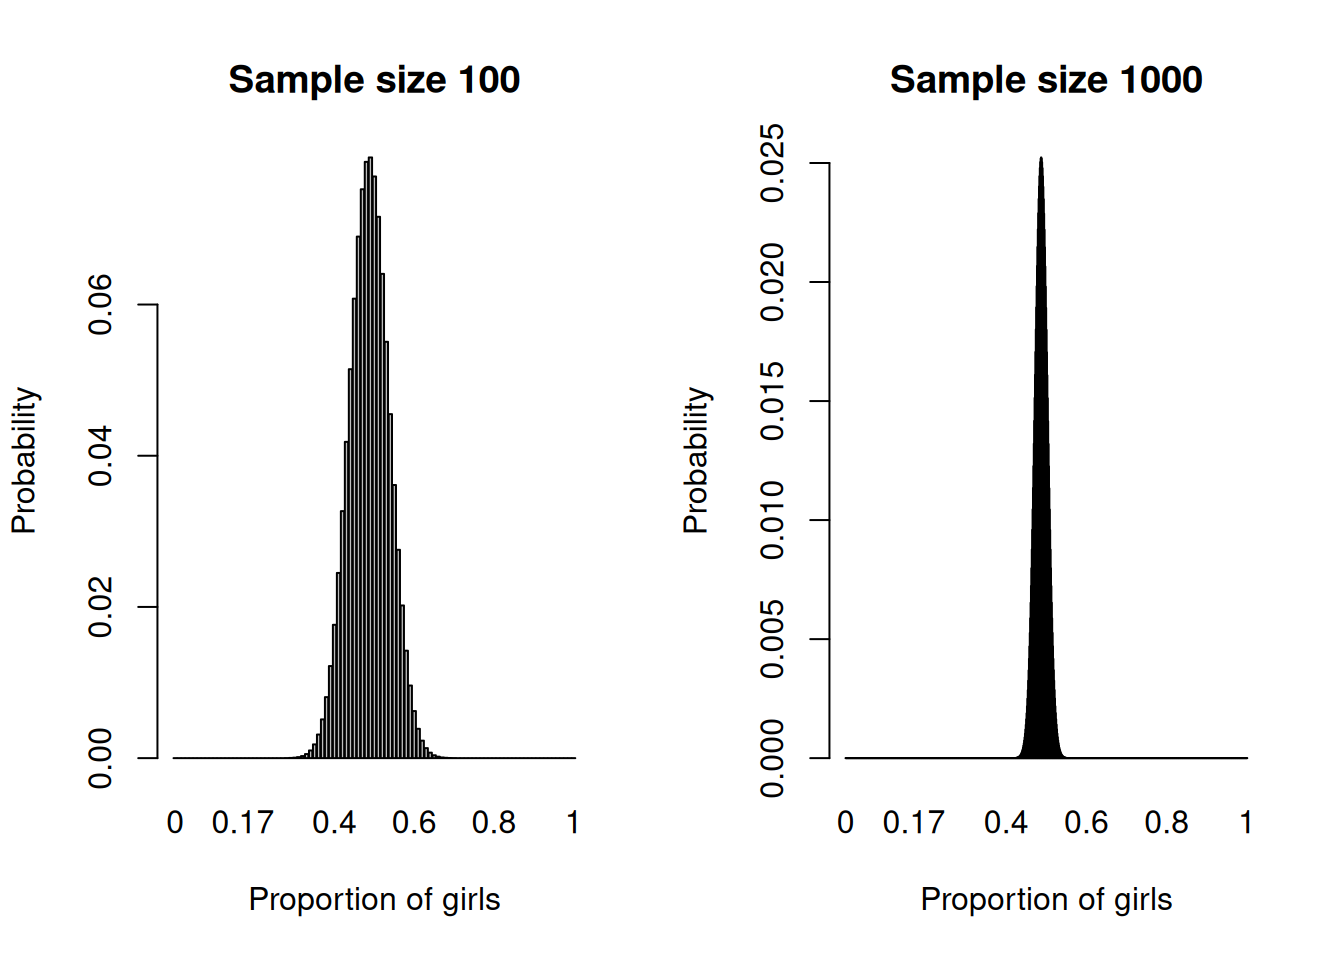 Sample size 100
Probability
0.06
0.04
0.02
0.00
0 0.17 0.4 0.6 0.8 1
Proportion of girls
Sample size 1000
Probability
0.025
0.020
0.015
0.010
0.005
0.000
0 0.17 0.4 0.6 0.8 1
Proportion of girls